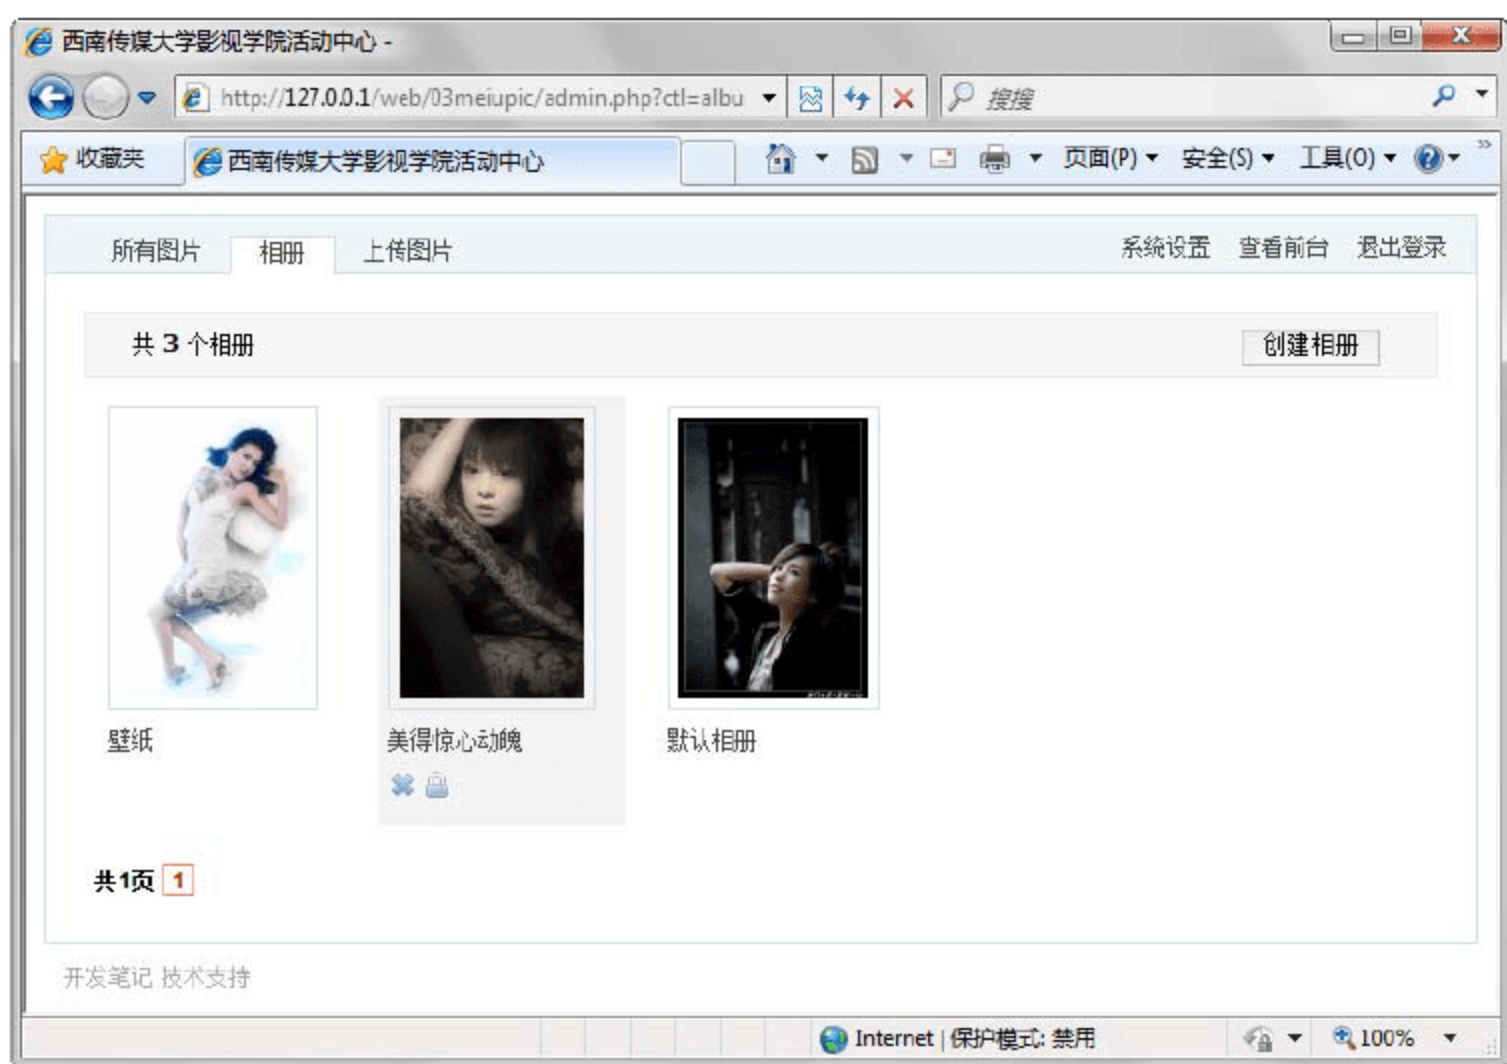 西南传媒大学影视学院活动中心 -
http://127.0.0.1/web/03meiupic/admin.php?ctl=albu
搜搜
收藏夹 西南传媒大学影视学院活动中心 页面(P) 安全(S) 工具(O) »
所有图片 相册 上传图片 系统设置 查看前台 退出登录
共 3 个相册 创建相册
壁纸 美得惊心动魄 默认相册
共1页 1
开发笔记 技术支持
Internet | 保护模式: 禁用 100%